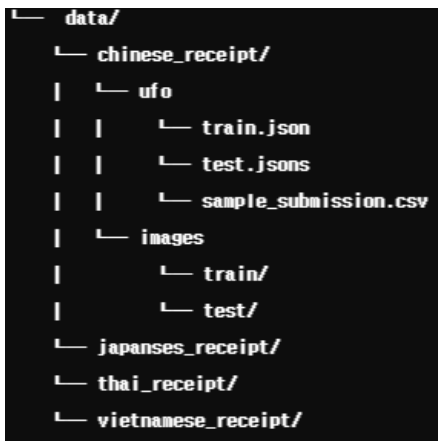 └── data/
└── chinese_receipt/
| └── ufo
| | └── train.json
| | └── test.jsons
| | └── sample_submission.csv
| └── images
| └── train/
| └── test/
└── japanses_receipt/
└── thai_receipt/
└── vietnamese_receipt/